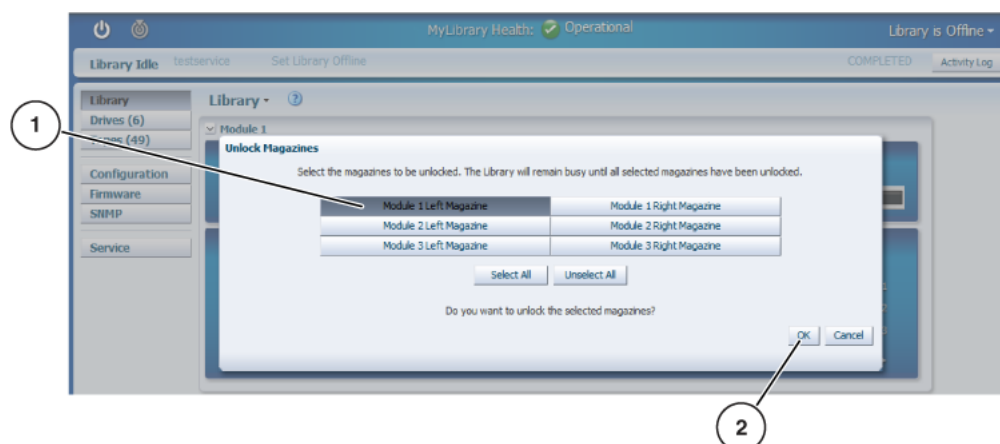 MyLibrary Health: Operational
Library is Offline
Library Idle testservice Set Library Offline COMPLETED Activity Log
Library
Drives (6)
(49)
Configuration
Firmware
SNMP
Service
Library
Module 1
1
Unlock Magazines
Select the magazines to be unlocked. The Library will remain busy until all selected magazines have been unlocked.
Module 1 Left Magazine Module 1 Right Magazine
Module 2 Left Magazine Module 2 Right Magazine
Module 3 Left Magazine Module 3 Right Magazine
Select All Unselect All
Do you want to unlock the selected magazines?
OK Cancel
2